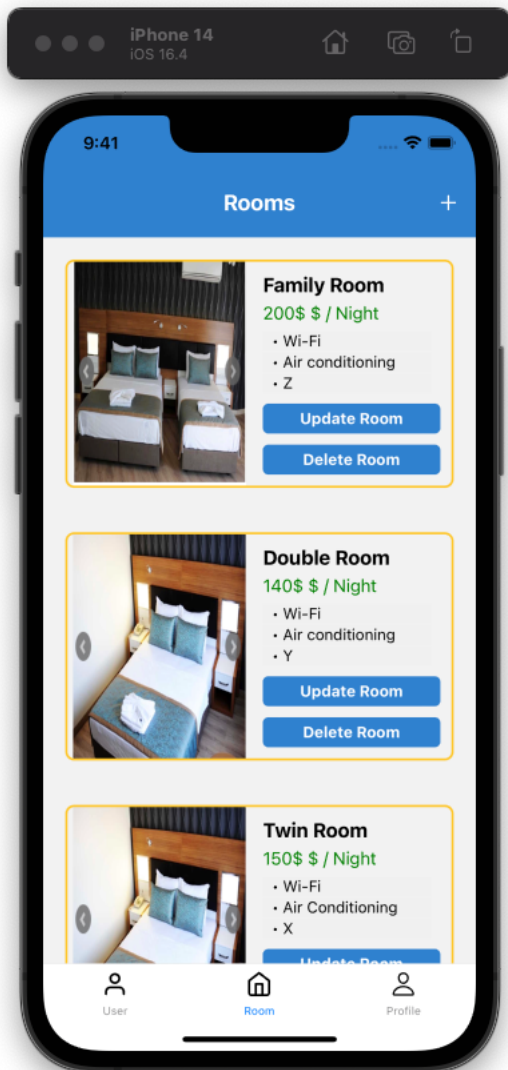 iPhone 14
iOS 16.4
9:41
Rooms
Family Room
200$ $ / Night
• Wi-Fi
• Air conditioning
• Z
Update Room
Delete Room
Double Room
140$ $ / Night
• Wi-Fi
• Air conditioning
• Y
Update Room
Delete Room
Twin Room
150$ $ / Night
• Wi-Fi
• Air Conditioning
• X
Update Room
User
Room
Profile